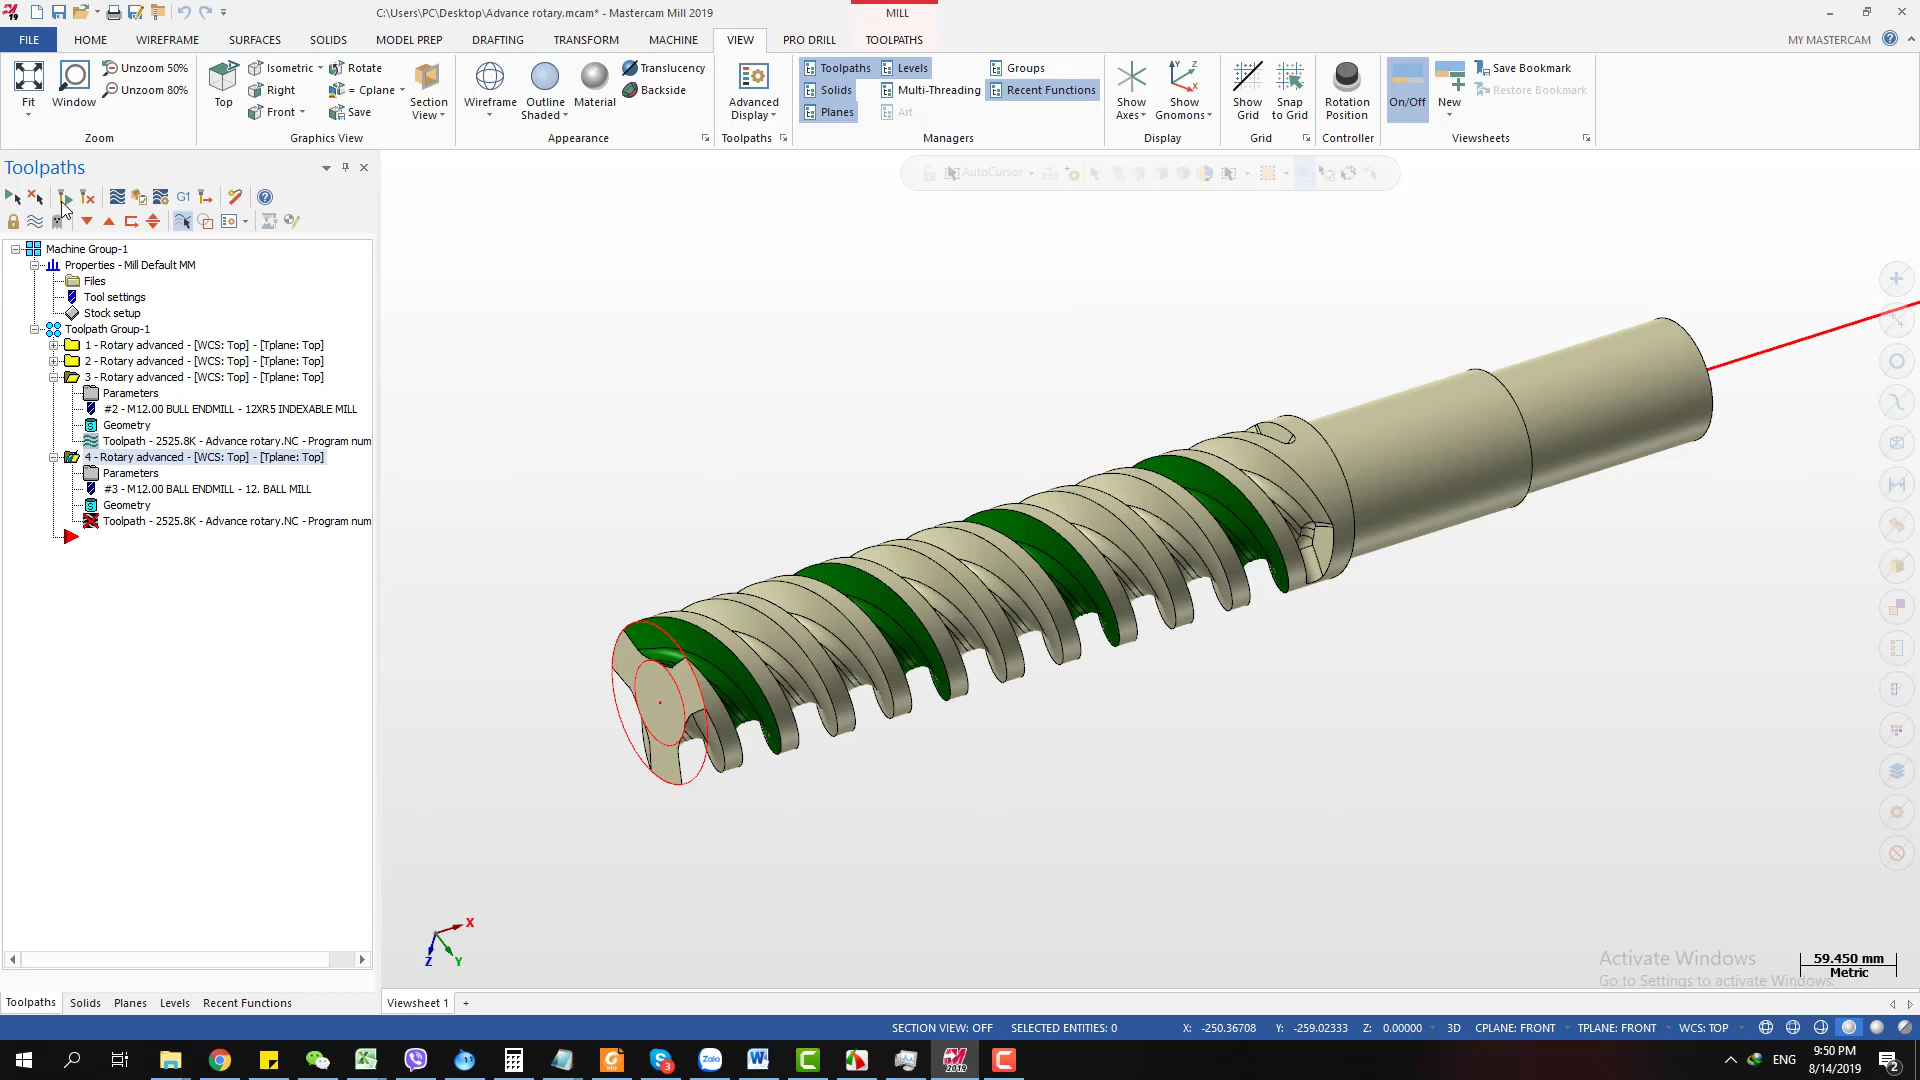 C:\Users\PC\Desktop\Advance rotary.mcam* - Mastercam Mill 2019
MILL
FILE
HOME
WIREFRAME
SURFACES
SOLIDS
MODEL PREP
DRAFTING
TRANSFORM
MACHINE
VIEW
PRO DRILL
TOOLPATHS
MY MASTERCAM
Fit
Window
Unzoom 50%
Unzoom 80%
Zoom
Top
Isometric
Right
Front
Rotate
= Cplane
Save
Section View
Graphics View
Wireframe
Outline Shaded
Material
Translucency
Backside
Appearance
Advanced Display
Toolpaths
Toolpaths
Solids
Planes
Levels
Multi-Threading
Art
Groups
Recent Functions
Managers
Show Axes
Show Gnomons
Display
Show Grid
Snap to Grid
Grid
Rotation Position
Controller
On/Off
New
Save Bookmark
Restore Bookmark
Viewsheets
Toolpaths
G1
AutoCursor
Machine Group-1
Properties - Mill Default MM
Files
Tool settings
Stock setup
Toolpath Group-1
1 - Rotary advanced - [WCS: Top] - [Tplane: Top]
2 - Rotary advanced - [WCS: Top] - [Tplane: Top]
3 - Rotary advanced - [WCS: Top] - [Tplane: Top]
Parameters
#2 - M12.00 BULL ENDMILL - 12XR5 INDEXABLE MILL
Geometry
Toolpath - 2525.8K - Advance rotary.NC - Program num
4 - Rotary advanced - [WCS: Top] - [Tplane: Top]
Parameters
#3 - M12.00 BALL ENDMILL - 12. BALL MILL
Geometry
Toolpath - 2525.8K - Advance rotary.NC - Program num
X
Z
Y
Activate Windows
Go to Settings to activate Windows.
59.450 mm
Metric
Toolpaths
Solids
Planes
Levels
Recent Functions
Viewsheet 1
+
SECTION VIEW: OFF
SELECTED ENTITIES: 0
X: -250.36708
Y: -259.02333
Z: 0.00000
3D
CPLANE: FRONT
TPLANE: FRONT
WCS: TOP
ENG
9:50 PM
8/14/2019